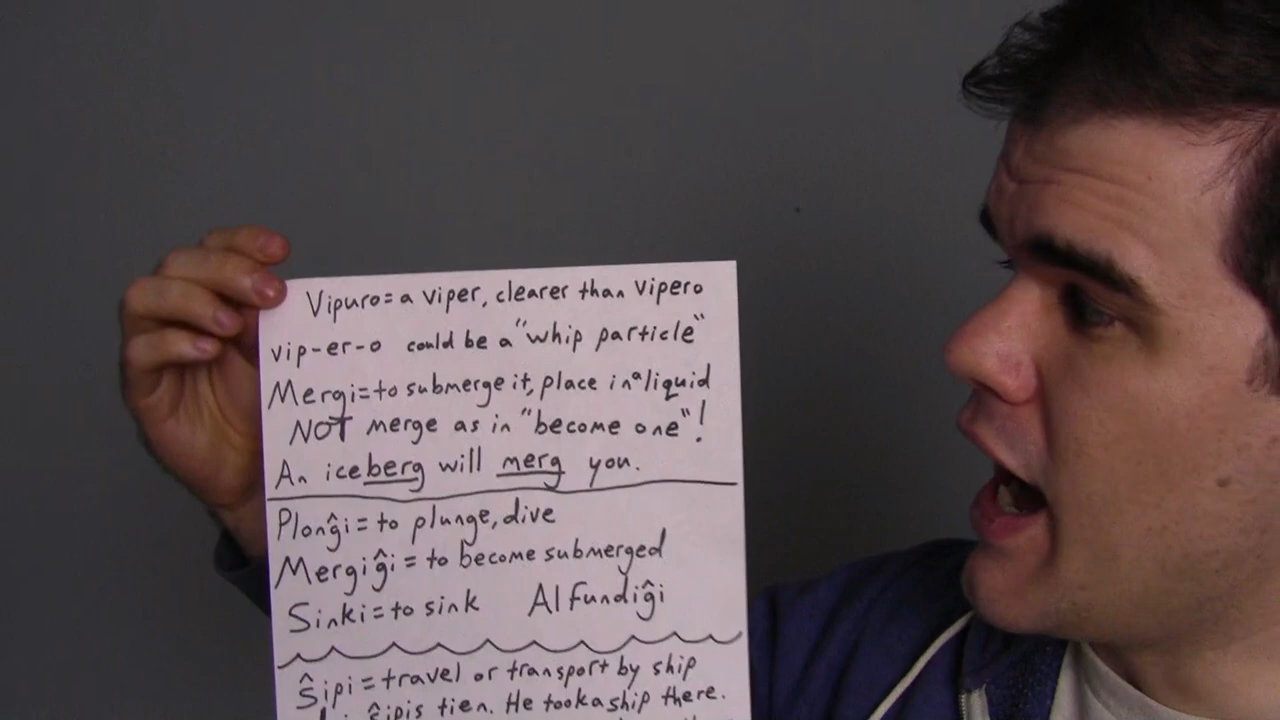 Vipuro=a viper, clearer than Vipero
vip-er-o could be a "whip particle"
Mergi=to submerge it, place in a liquid
NOT merge as in "become one"!
An iceberg will merg you.
Plonĝi=to plunge, dive
Mergiĝi=to become submerged
Sinki=to sink Alfundiĝi
Ŝipi=travel or transport by ship
ŝipis tien. He took a ship there.